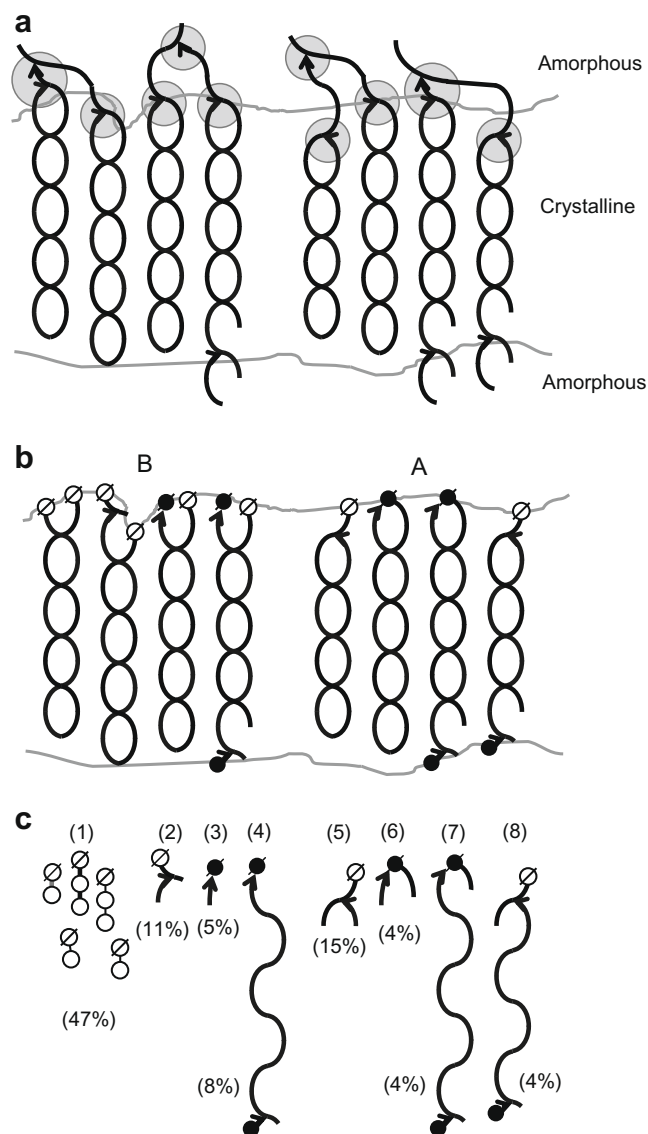 a
Amorphous
Crystalline
Amorphous
b
B A
c
(1) (2) (3) (4) (5) (6) (7) (8)
(11%) (5%) (15%) (4%)
(47%)
(8%) (4%) (4%)